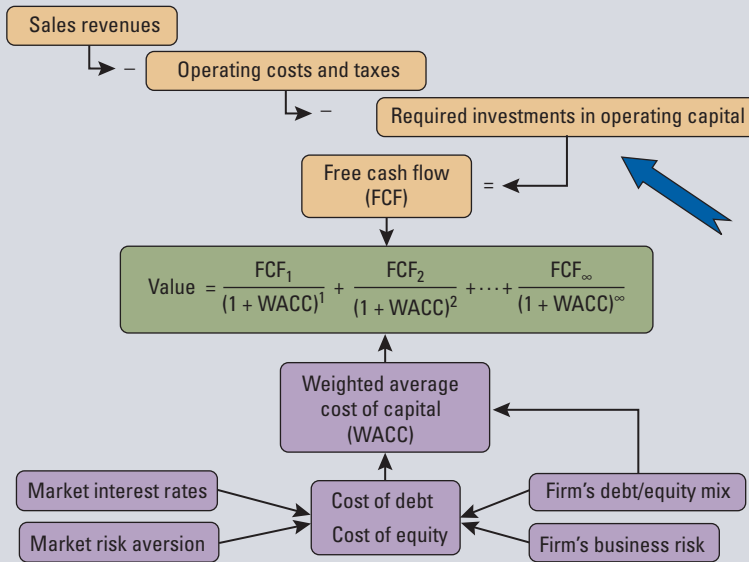 Sales revenues
– Operating costs and taxes
– Required investments in operating capital
Free cash flow
(FCF)
=
Value = FCF₁ / (1 + WACC)¹ + FCF₂ / (1 + WACC)² + ⋯ + FCF∞ / (1 + WACC)∞
Weighted average
cost of capital
(WACC)
Market interest rates
Market risk aversion
Cost of debt
Cost of equity
Firm's debt/equity mix
Firm's business risk